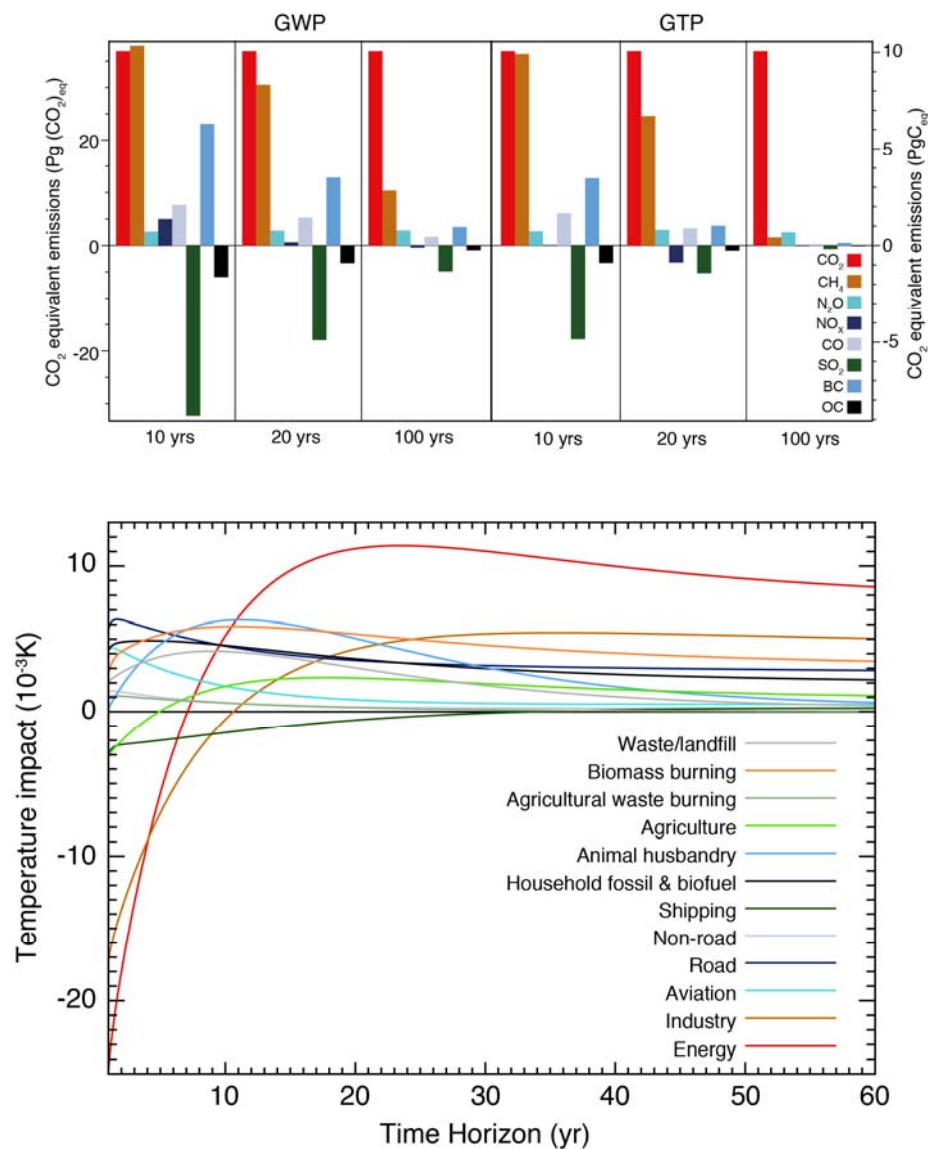 GWP
GTP
CO₂ equivalent emissions (Pg (CO₂)eq)
20
0
-20
10
5
0
-5
CO₂ equivalent emissions (PgCeq)
CO₂
CH₄
N₂O
NOX
CO
SO₂
BC
OC
10 yrs
20 yrs
100 yrs
10 yrs
20 yrs
100 yrs
Temperature impact (10⁻³K)
10
0
-10
-20
Waste/landfill
Biomass burning
Agricultural waste burning
Agriculture
Animal husbandry
Household fossil & biofuel
Shipping
Non-road
Road
Aviation
Industry
Energy
10
20
30
40
50
60
Time Horizon (yr)